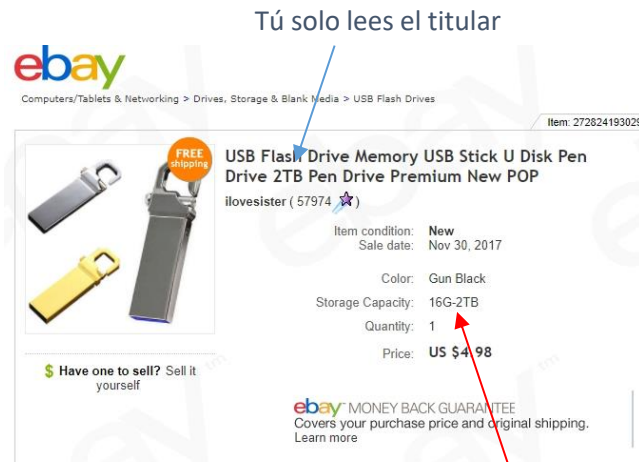 Tú solo lees el titular
ebay
Computers/Tablets & Networking > Drives, Storage & Blank Media > USB Flash Drives
Item: 272824193029
FREE
shipping
USB Flash Drive Memory USB Stick U Disk Pen
Drive 2TB Pen Drive Premium New POP
ilovesister ( 57974 )
Item condition: New
Sale date: Nov 30, 2017
Color: Gun Black
Storage Capacity: 16G-2TB
Quantity: 1
Price: US $4.98
$ Have one to sell? Sell it
yourself
ebay MONEY BACK GUARANTEE
Covers your purchase price and original shipping.
Learn more